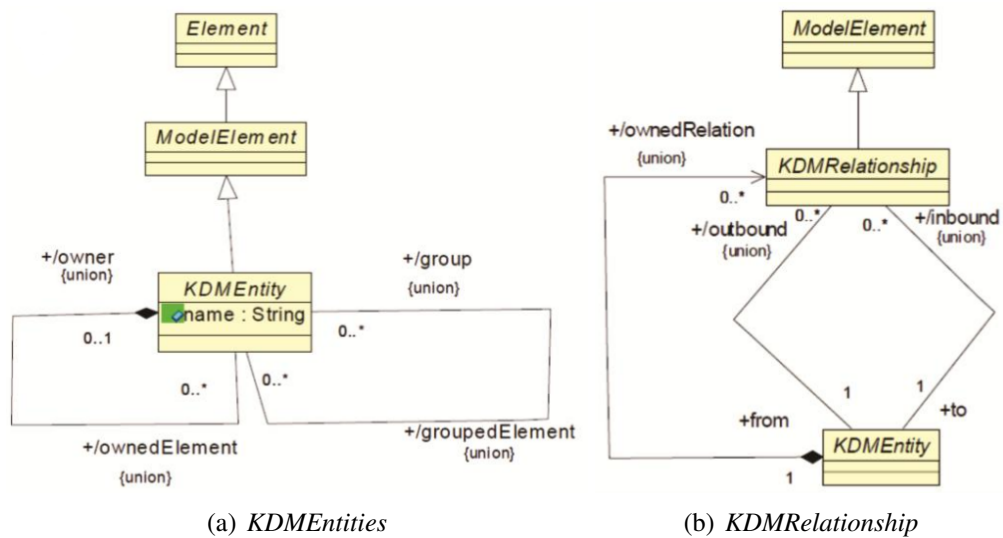 Element
ModelElement
+/owner
{union}
KDMEntity
name : String
0..1
0..*
+/ownedElement
{union}
+/group
{union}
0..*
0..*
+/groupedElement
{union}
(a) KDMEntities
ModelElement
+/ownedRelation
{union}
0..*
KDMRelationship
0..*
+/outbound
{union}
0..*
+/inbound
{union}
1
1
+from
+to
KDMEntity
1
(b) KDMRelationship